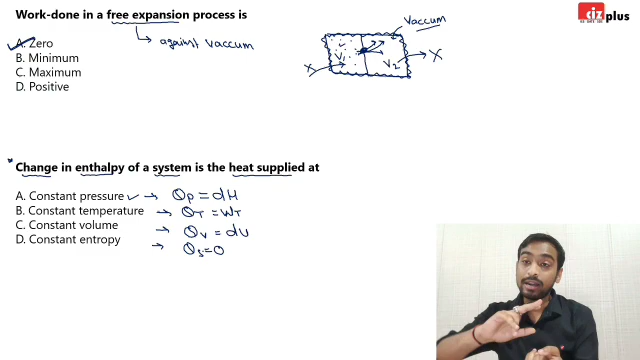 Work-done in a free expansion process is
against vaccum
A. Zero
B. Minimum
C. Maximum
D. Positive
Vaccum
V₁
V₂
X
X
Change in enthalpy of a system is the heat supplied at
A. Constant pressure → Qp = dH
B. Constant temperature → QT = WT
C. Constant volume → Qv = dU
D. Constant entropy → Qs = 0
plus